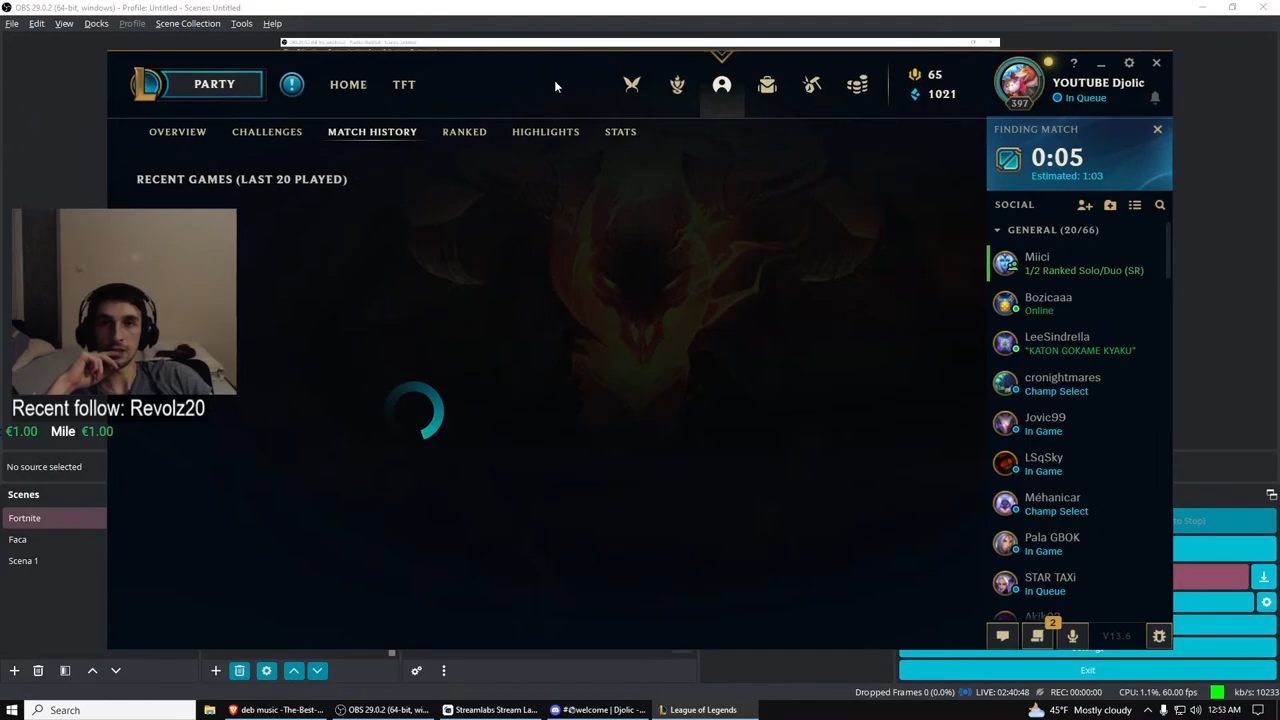 OBS 29.0.2 (64-bit, windows) - Profile: Untitled - Scenes: Untitled
File Edit View Docks Profile Scene Collection Tools Help
PARTY
HOME
TFT
65
1021
397
YOUTUBE Djolic
In Queue
OVERVIEW
CHALLENGES
MATCH HISTORY
RANKED
HIGHLIGHTS
STATS
FINDING MATCH
0:05
Estimated: 1:03
RECENT GAMES (LAST 20 PLAYED)
SOCIAL
GENERAL (20/66)
Miici
1/2 Ranked Solo/Duo (SR)
Bozicaaa
Online
LeeSindrella
"KATON GOKAME KYAKU"
cronightmares
Champ Select
Jovic99
In Game
LSqSky
In Game
Méhanicar
Champ Select
Pala GBOK
In Game
STAR TAXi
In Queue
2
V13.6
Recent follow: Revolz20
€1.00 Mile €1.00
No source selected
Scenes
Fortnite
Faca
Scena 1
to Stop)
Exit
Dropped Frames 0 (0.0%)
LIVE: 02:40:48
REC: 00:00:00
CPU: 1.1%, 60.00 fps
kb/s: 10233
Search
deb music -The-Best-...
OBS 29.0.2 (64-bit, wi...
Streamlabs Stream La...
#👋welcome | Djolic -...
League of Legends
45°F Mostly cloudy
12:53 AM